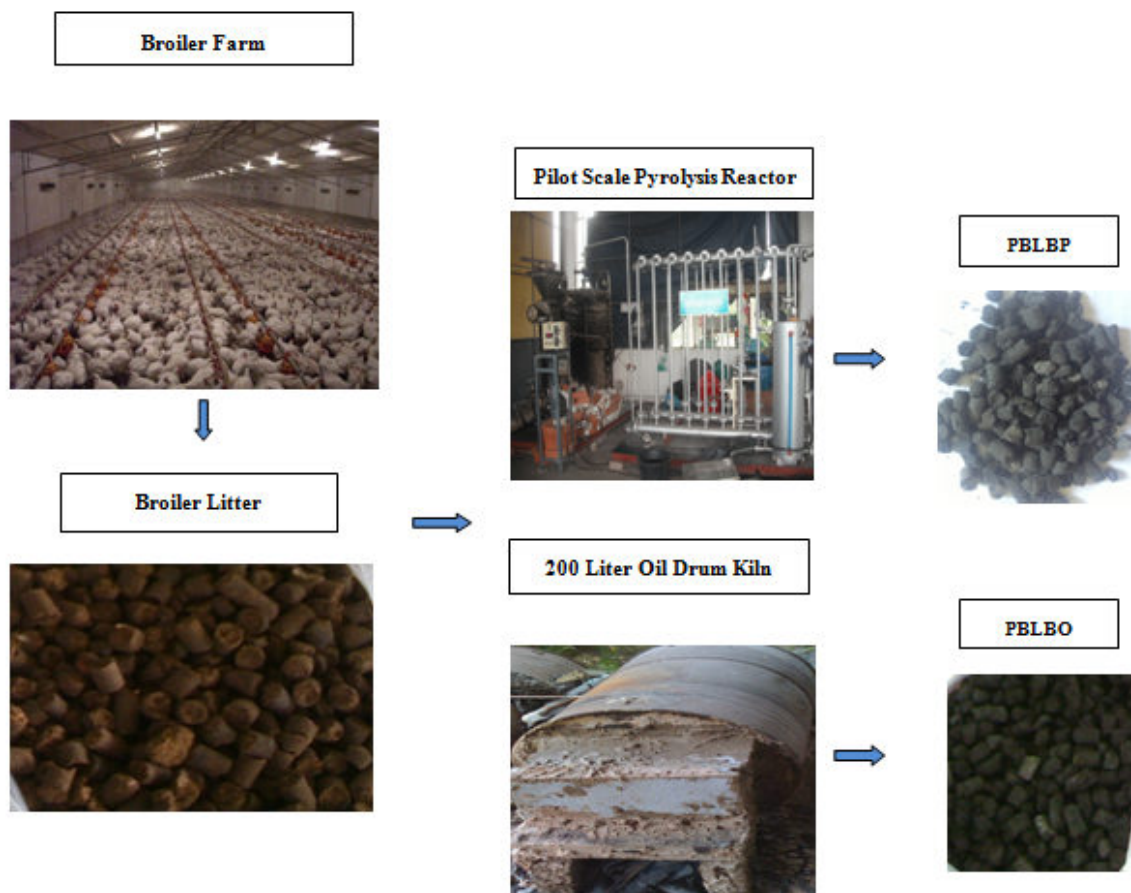 Broiler Farm
Pilot Scale Pyrolysis Reactor
PBLBP
Broiler Litter
200 Liter Oil Drum Kiln
PBLBO